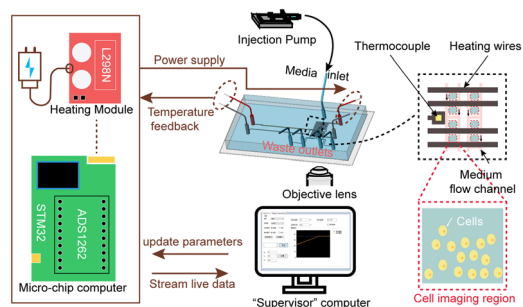 Injection Pump
L298N
Power supply
Media inlet
Thermocouple
Heating wires
Heating Module
Temperature
feedback
Waste outlets
Medium
flow channel
Objective lens
STM32
ADS1262
Cells
update parameters
Stream live data
Micro-chip computer
"Supervisor" computer
Cell imaging region